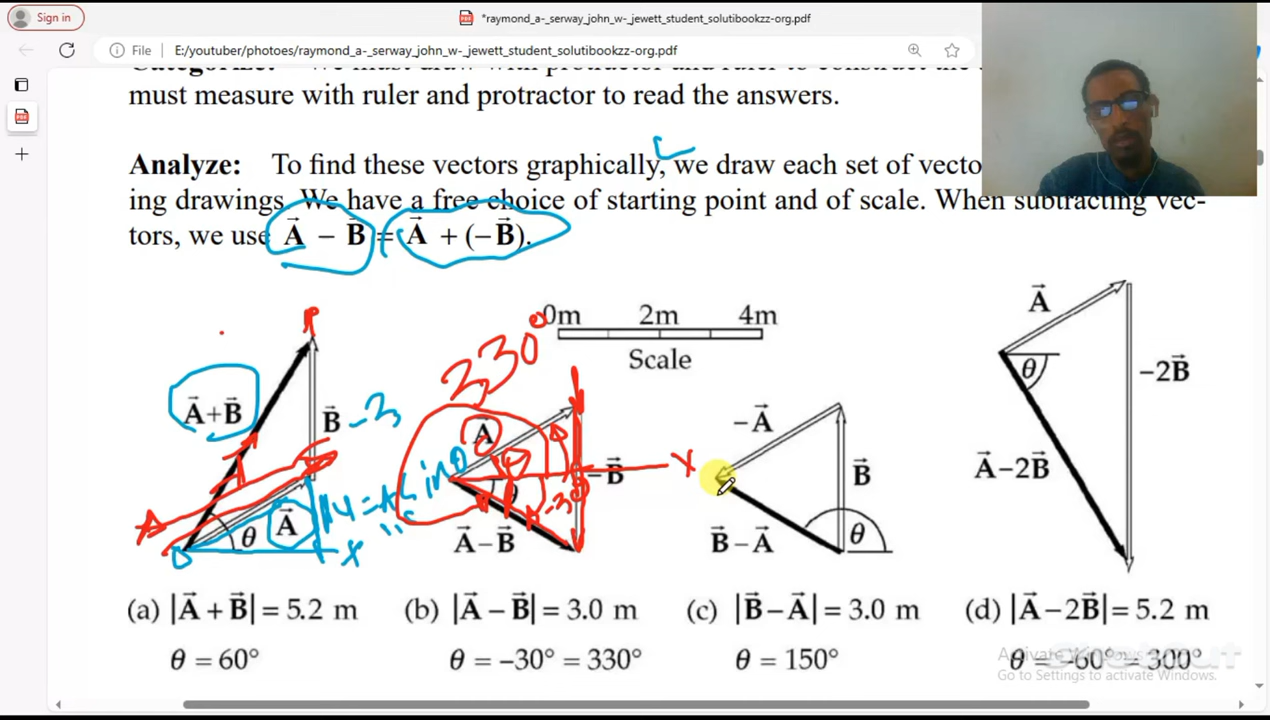 Sign in
*raymond_a-_serway_john_w-_jewett_student_solutibookzz-org.pdf
File E:/youtuber/photoes/raymond_a-_serway_john_w-_jewett_student_solutibookzz-org.pdf
must measure with ruler and protractor to read the answers.
Analyze: To find these vectors graphically, we draw each set of vecto
ing drawings. We have a free choice of starting point and of scale. When subtracting vec-
tors, we use A⃗ − B⃗ = A⃗ + (−B⃗).
0m 2m 4m
Scale
330°
A⃗+B⃗
B⃗ -3
θ
A⃗
x
A⃗
θ
−B⃗
x
A⃗−B⃗
−A⃗
B⃗
B⃗−A⃗
θ
A⃗
θ
−2B⃗
A⃗−2B⃗
(a) |A⃗ + B⃗| = 5.2 m (b) |A⃗ − B⃗| = 3.0 m (c) |B⃗ − A⃗| = 3.0 m (d) |A⃗ − 2B⃗| = 5.2 m
θ = 60° θ = −30° = 330° θ = 150° θ = −60° = 300°
Activate Windows
Go to Settings to activate Windows.